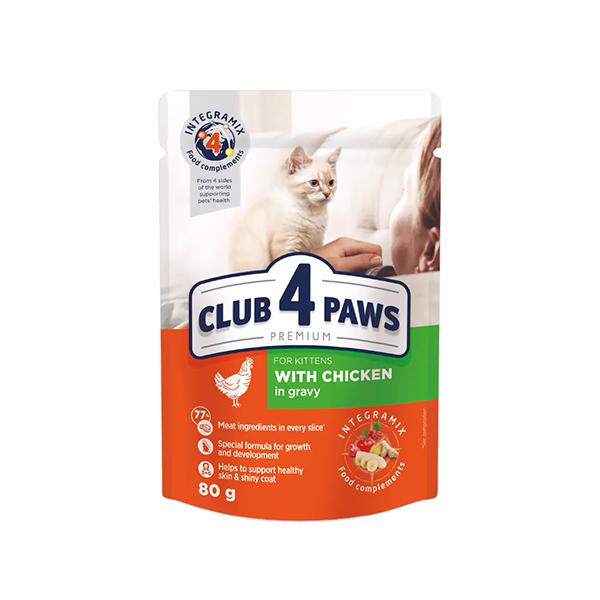 INTEGRAMIX
4
Food complements
From 4 sides
of the world
supporting
pets' health
CLUB 4 PAWS
PREMIUM
FOR KITTENS
WITH CHICKEN
in gravy
77%
Meat ingredients in every slice*
Special formula for growth
and development
Helps to support healthy
skin & shiny coat
80 g
INTEGRAMIX
Food complements
*See composition